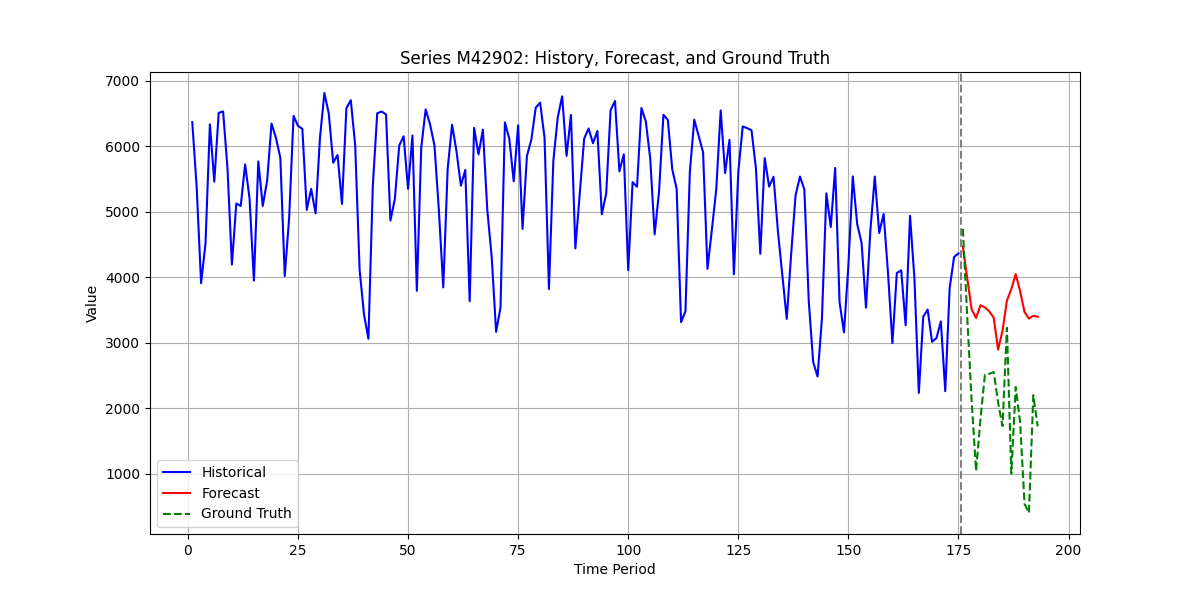 Series M42902: History, Forecast, and Ground Truth
7000
6000
5000
4000
3000
2000
1000
Value
Historical
Forecast
Ground Truth
0 25 50 75 100 125 150 175 200
Time Period